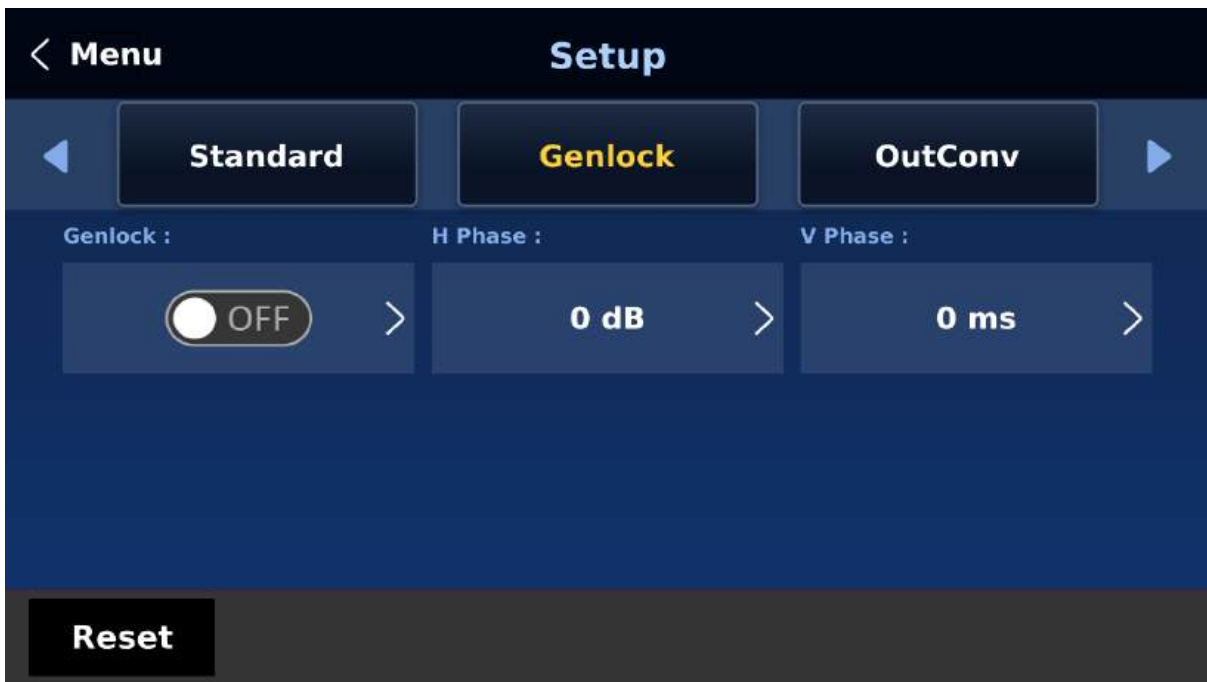 Menu
Setup
Standard
Genlock
OutConv
Genlock :
H Phase :
V Phase :
OFF
0 dB
0 ms
Reset